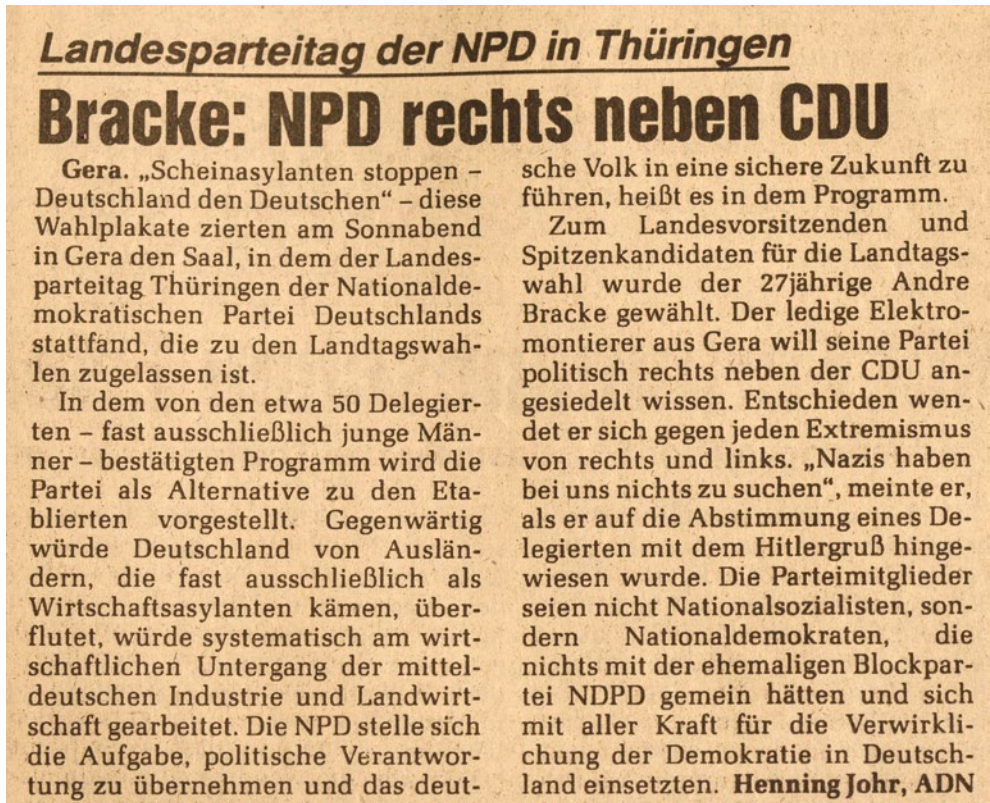 Landesparteitag der NPD in Thüringen
Bracke: NPD rechts neben CDU
Gera. „Scheinasylanten stoppen –
Deutschland den Deutschen“ – diese
Wahlplakate zierten am Sonnabend
in Gera den Saal, in dem der Landes-
parteitag Thüringen der Nationalde-
mokratischen Partei Deutschlands
stattfand, die zu den Landtagswah-
len zugelassen ist.
In dem von den etwa 50 Delegier-
ten – fast ausschließlich junge Män-
ner – bestätigten Programm wird die
Partei als Alternative zu den Eta-
blierten vorgestellt. Gegenwärtig
würde Deutschland von Auslän-
dern, die fast ausschließlich als
Wirtschaftsasylanten kämen, über-
flutet, würde systematisch am wirt-
schaftlichen Untergang der mittel-
deutschen Industrie und Landwirt-
schaft gearbeitet. Die NPD stelle sich
die Aufgabe, politische Verantwor-
tung zu übernehmen und das deut-
sche Volk in eine sichere Zukunft zu
führen, heißt es in dem Programm.
Zum Landesvorsitzenden und
Spitzenkandidaten für die Landtags-
wahl wurde der 27jährige Andre
Bracke gewählt. Der ledige Elektro-
montierer aus Gera will seine Partei
politisch rechts neben der CDU an-
gesiedelt wissen. Entschieden wen-
det er sich gegen jeden Extremismus
von rechts und links. „Nazis haben
bei uns nichts zu suchen“, meinte er,
als er auf die Abstimmung eines De-
legierten mit dem Hitlergruß hinge-
wiesen wurde. Die Parteimitglieder
seien nicht Nationalsozialisten, son-
dern Nationaldemokraten, die
nichts mit der ehemaligen Blockpar-
tei NDPD gemein hätten und sich
mit aller Kraft für die Verwirkli-
chung der Demokratie in Deutsch-
land einsetzten. Henning Johr, ADN